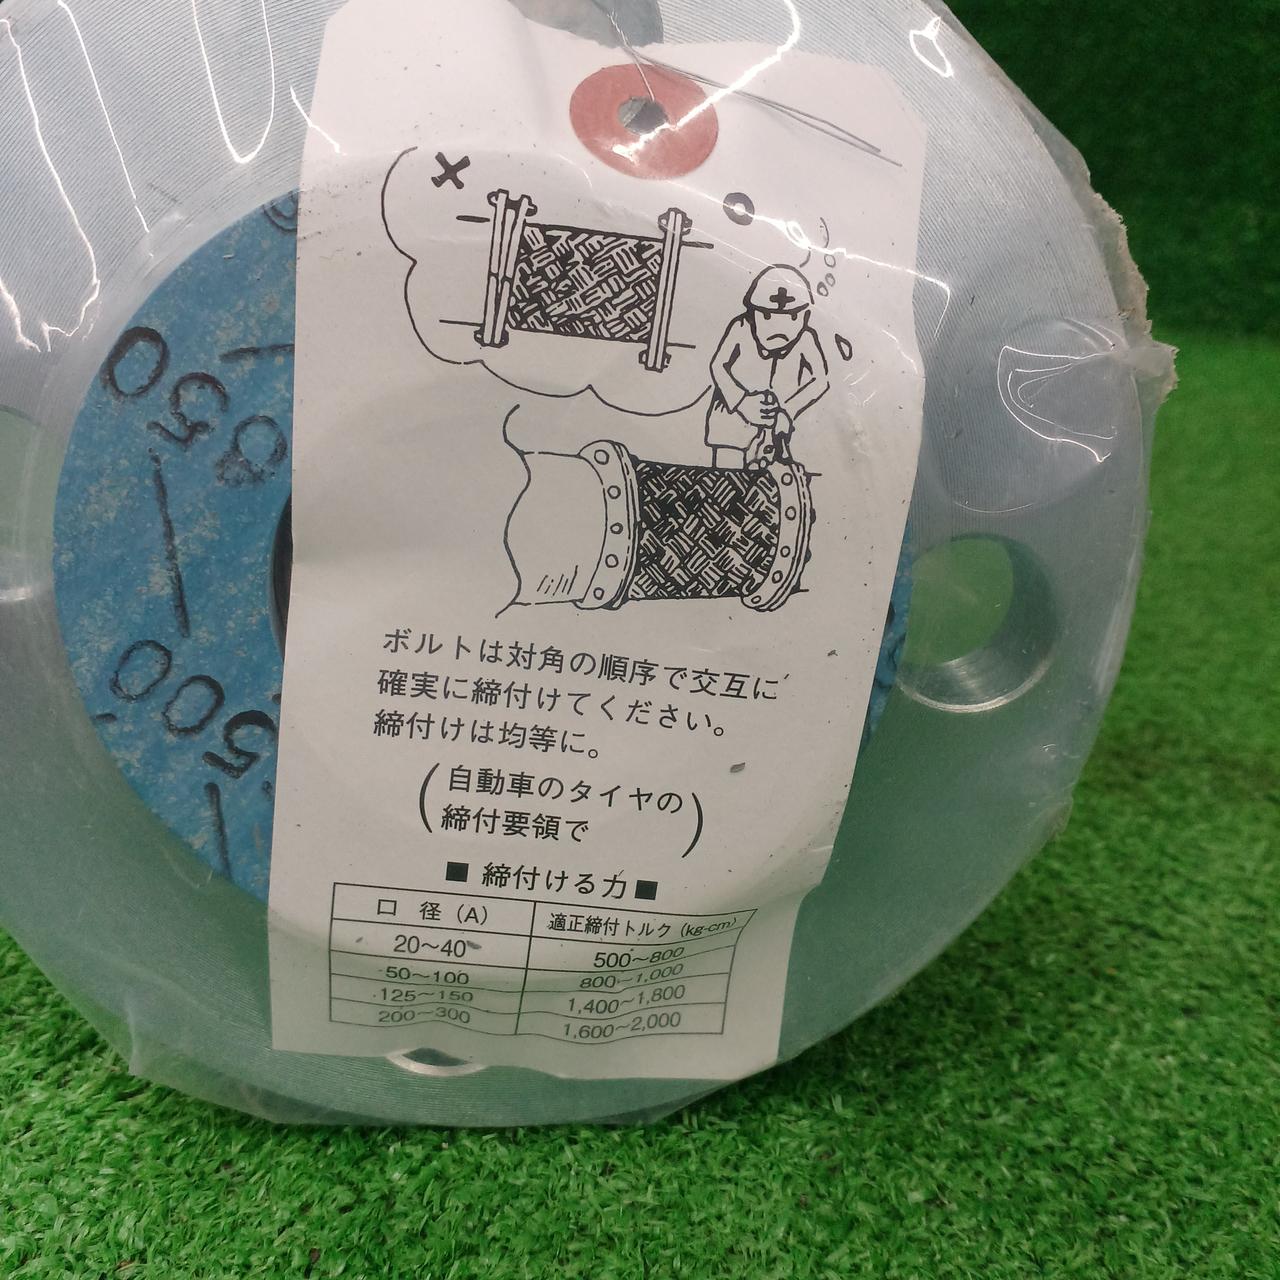 × ○
ボルトは対角の順序で交互に
確実に締付けてください。
締付けは均等に。
(自動車のタイヤの
締付要領で)
■ 締付ける力 ■
口 径 (A) 適正締付トルク (kg-cm)
20～40 500～800
50～100 800～1,000
125～150 1,400～1,800
200～300 1,600～2,000